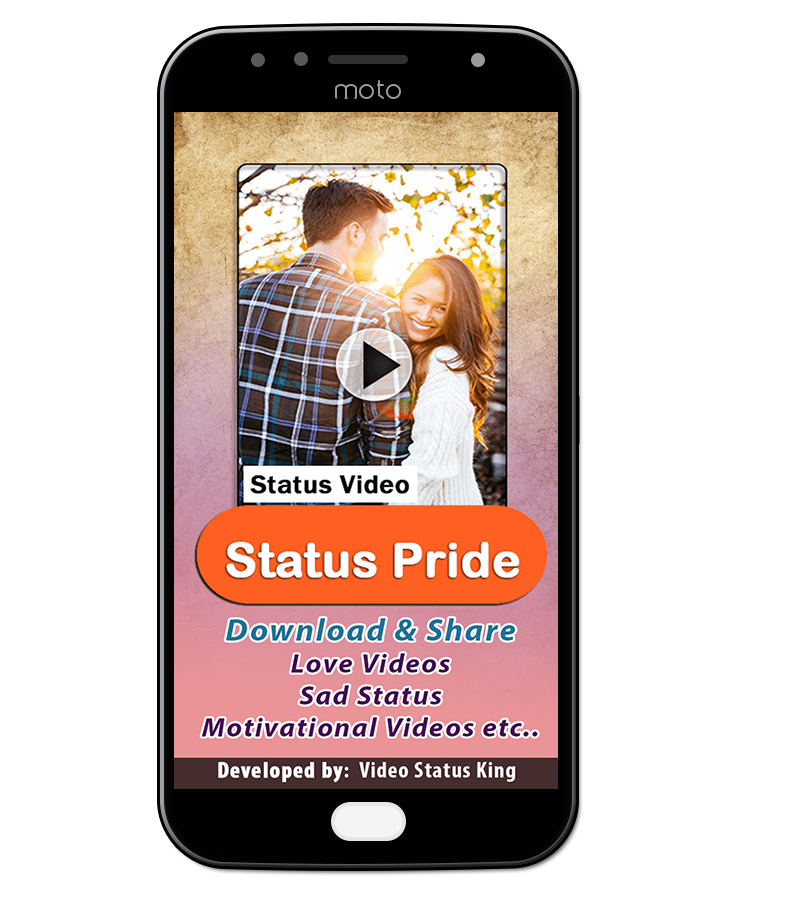 moto
Status Video
Status Pride
Download & Share
Love Videos
Sad Status
Motivational Videos etc..
Developed by: Video Status King